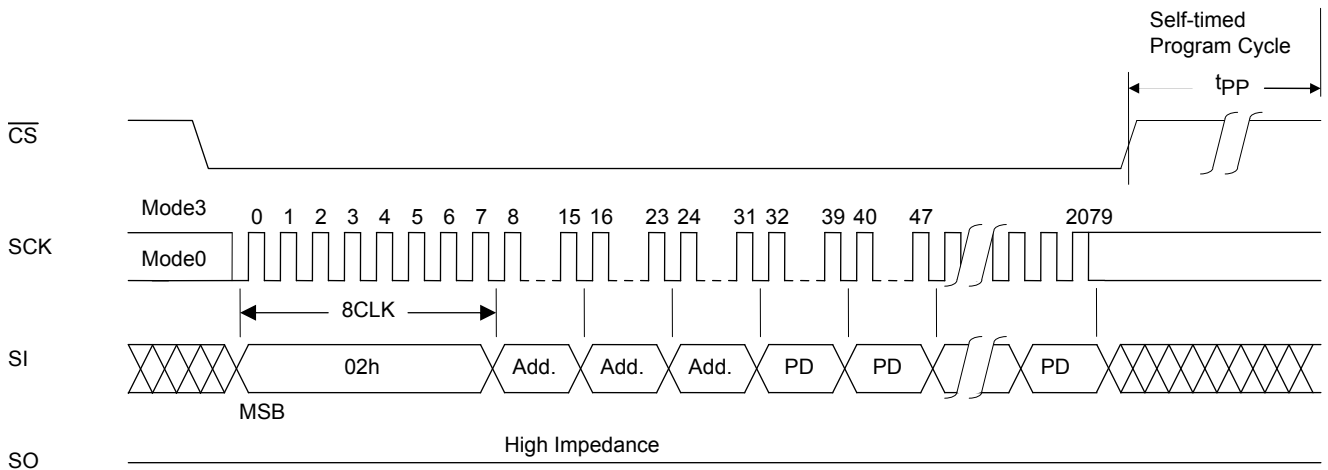 Self-timed
Program Cycle
tPP
CS
Mode3
0 1 2 3 4 5 6 7 8 15 16 23 24 31 32 39 40 47 2079
SCK
Mode0
8CLK
SI
02h Add. Add. Add. PD PD PD
MSB
High Impedance
SO